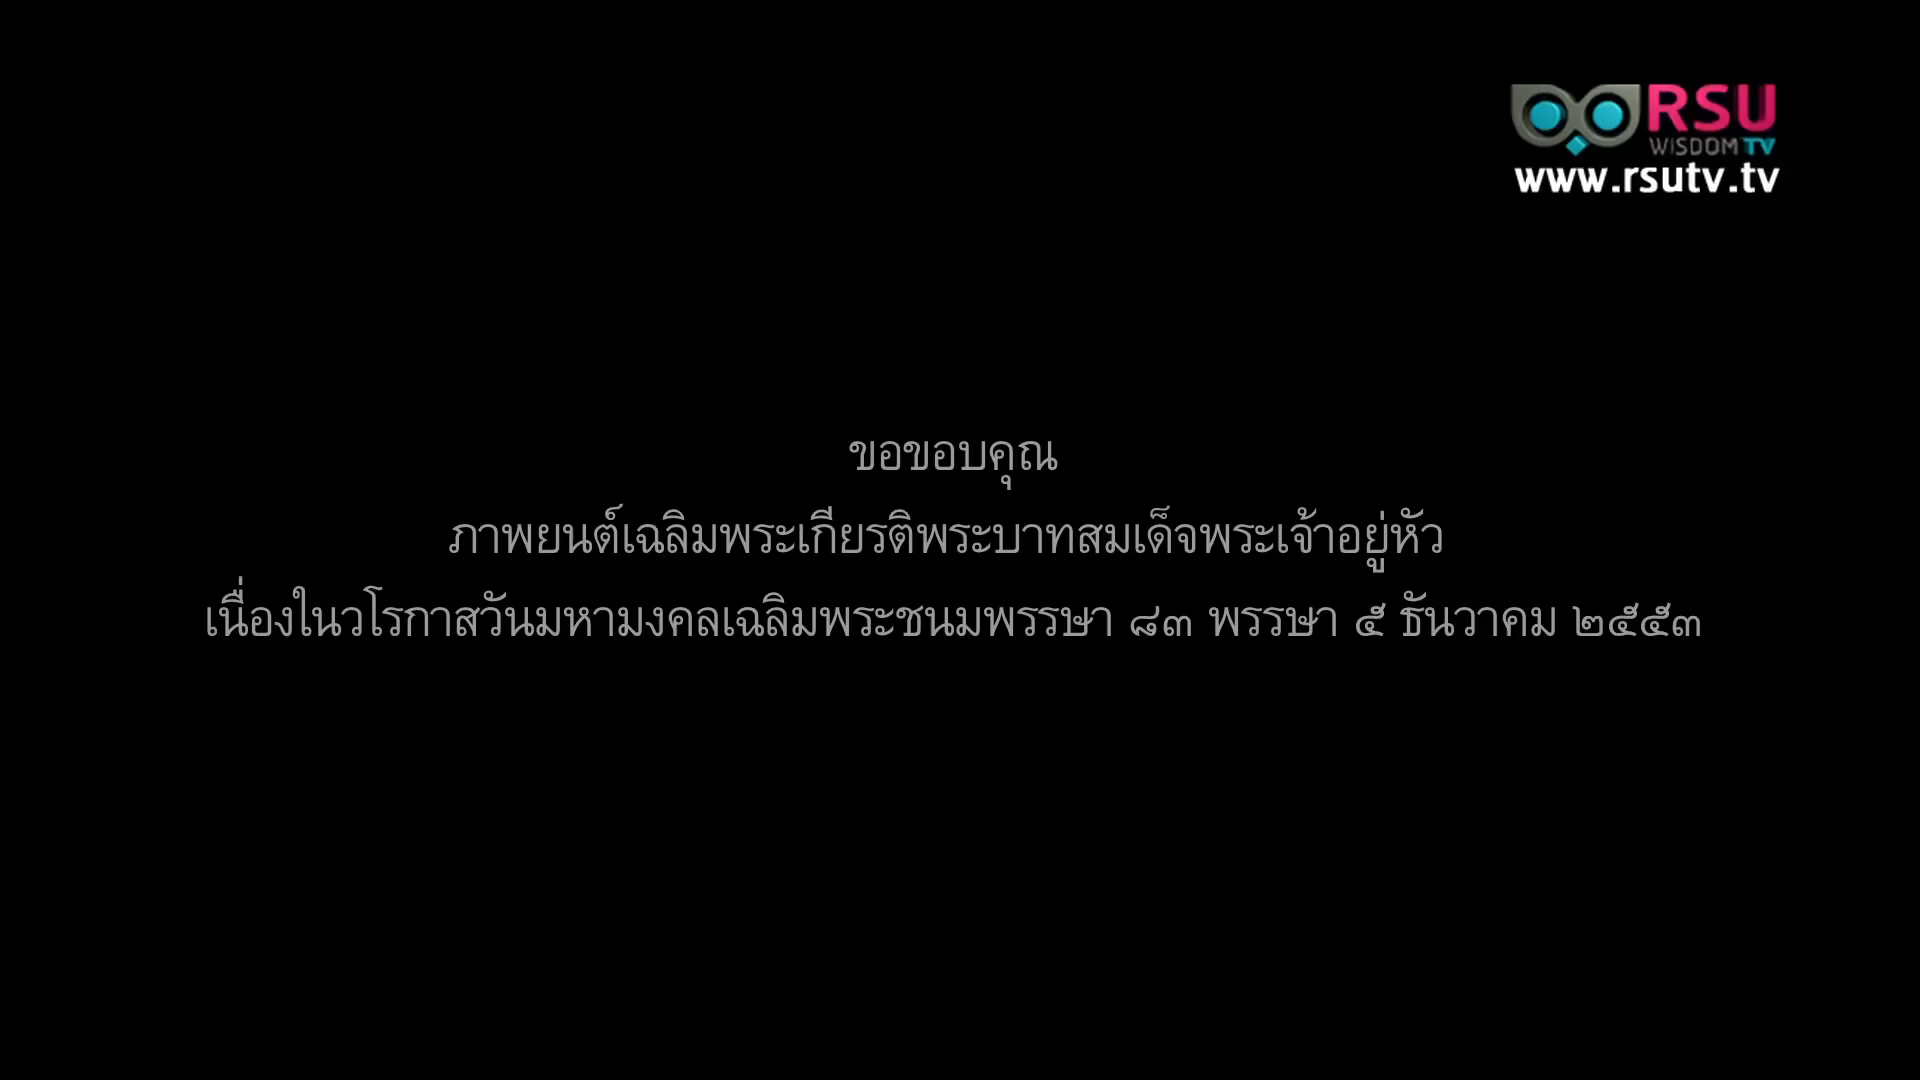 RSU
WISDOM TV
www.rsutv.tv
ขอขอบคุณ
ภาพยนต์เฉลิมพระเกียรติพระบาทสมเด็จพระเจ้าอยู่หัว
เนื่องในวโรกาสวันมหามงคลเฉลิมพระชนมพรรษา ๘๓ พรรษา ๕ ธันวาคม ๒๕๕๓